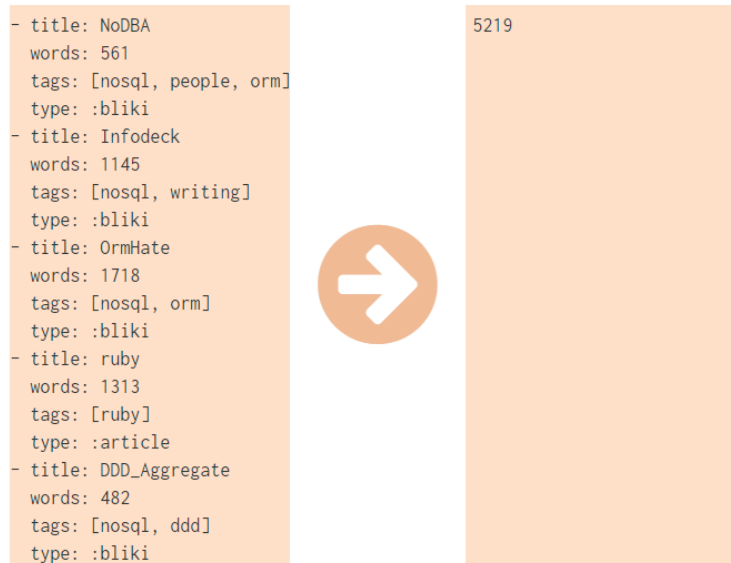 - title: NoDBA
words: 561
tags: [nosql, people, orm]
type: :bliki
- title: Infodeck
words: 1145
tags: [nosql, writing]
type: :bliki
- title: OrmHate
words: 1718
tags: [nosql, orm]
type: :bliki
- title: ruby
words: 1313
tags: [ruby]
type: :article
- title: DDD_Aggregate
words: 482
tags: [nosql, ddd]
type: :bliki
5219